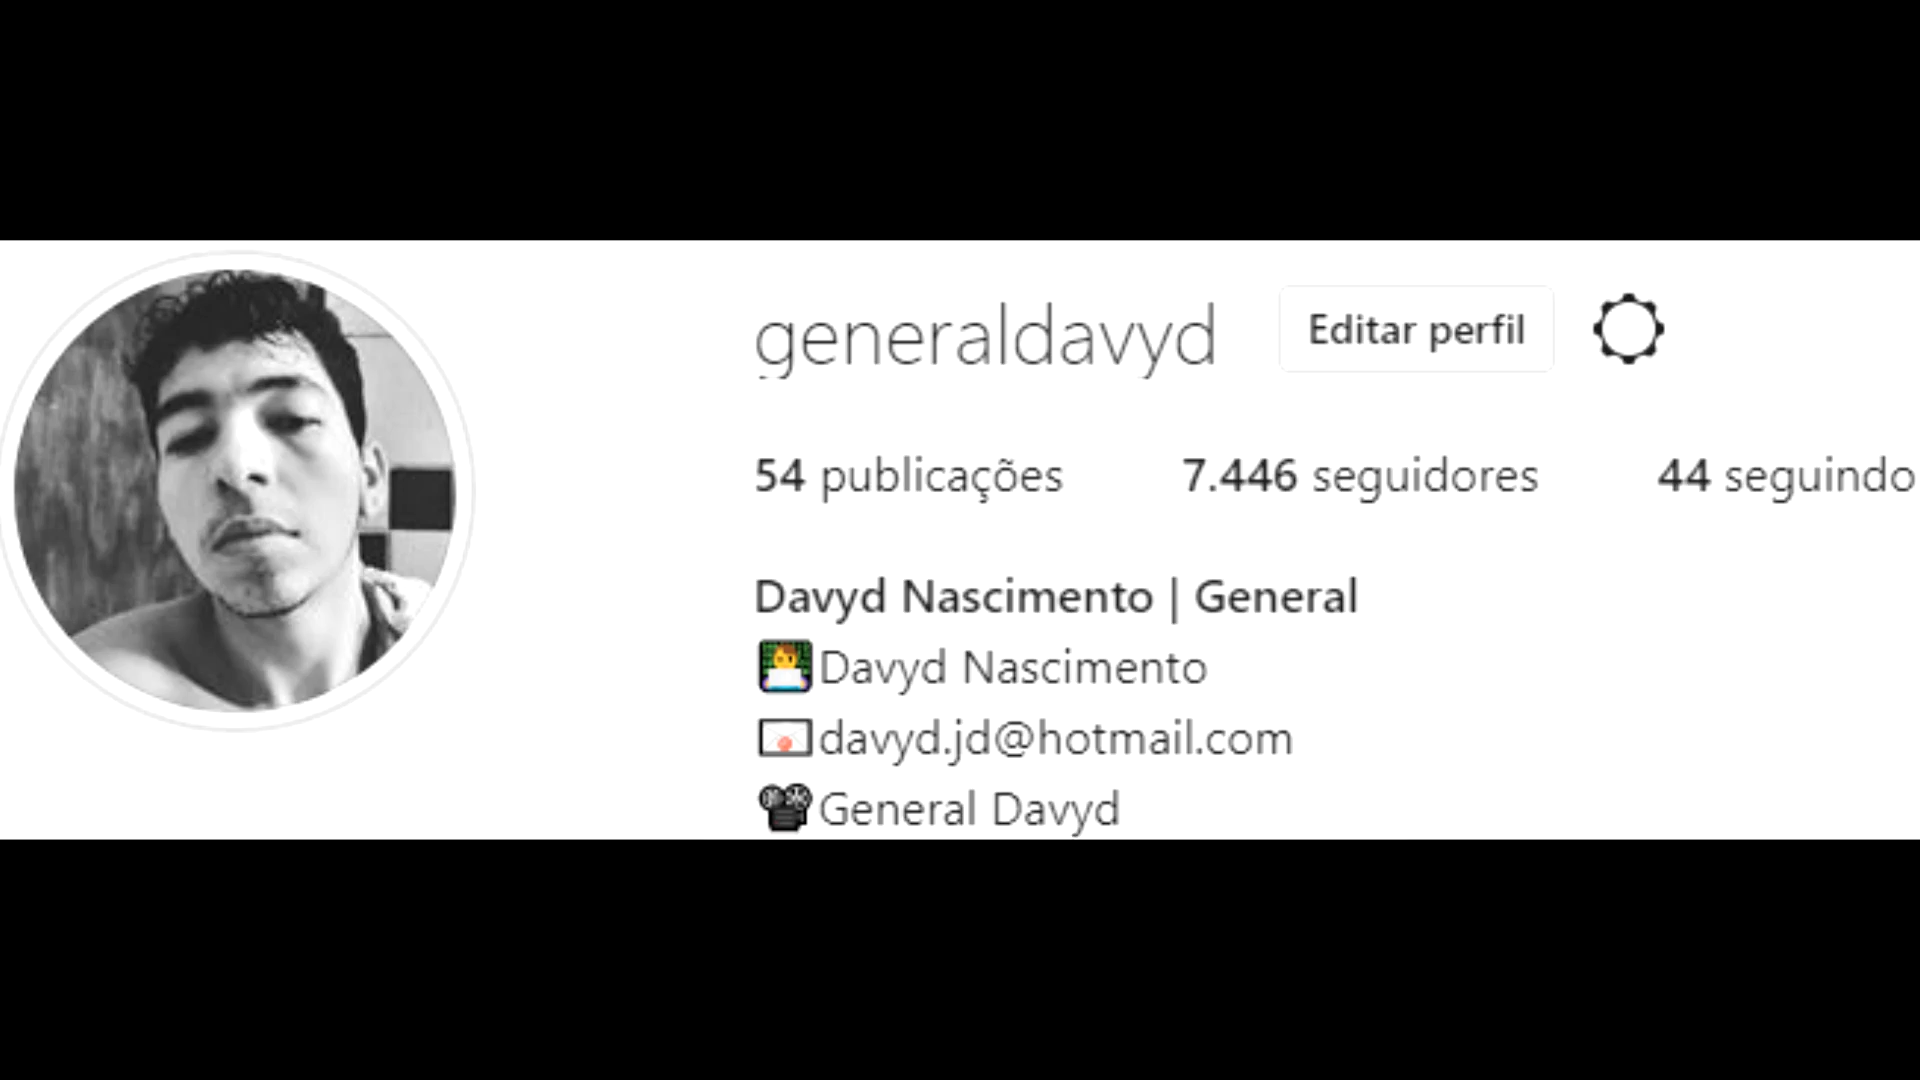 generaldavyd Editar perfil
54 publicações 7.446 seguidores 44 seguindo
Davyd Nascimento | General
Davyd Nascimento
davyd.jd@hotmail.com
General Davyd